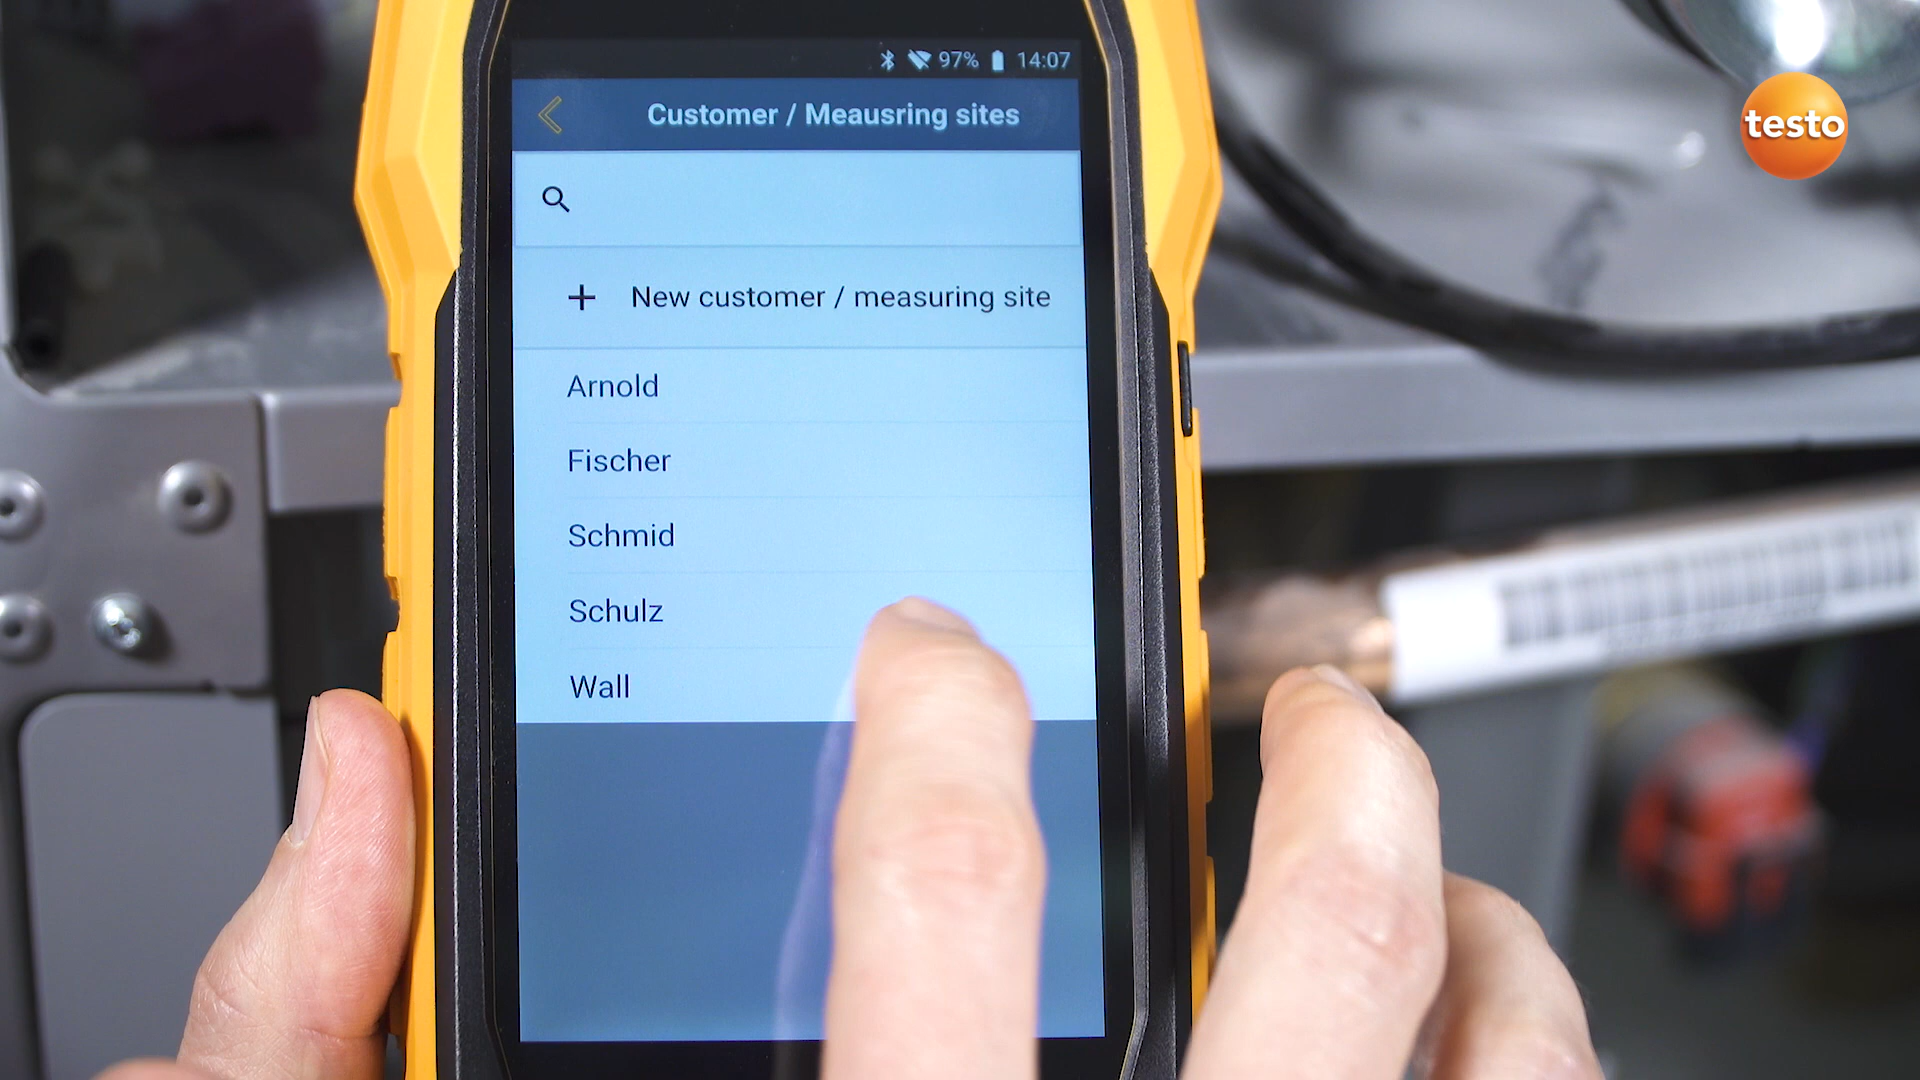 97% 14:07
Customer / Meausring sites
testo
+ New customer / measuring site
Arnold
Fischer
Schmid
Schulz
Wall